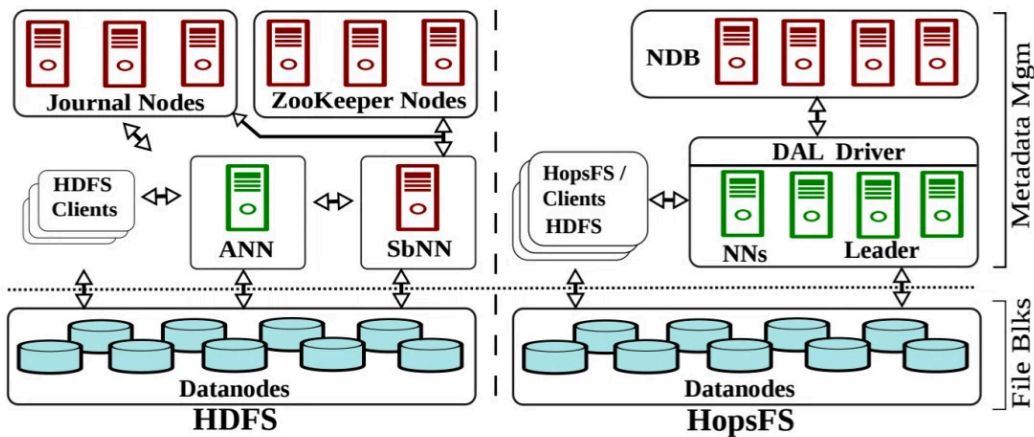 Journal Nodes
ZooKeeper Nodes
HDFS
Clients
ANN
SbNN
Datanodes
HDFS
NDB
DAL Driver
HopsFS /
Clients
HDFS
NNs
Leader
Datanodes
HopsFS
Metadata Mgm
File Blks